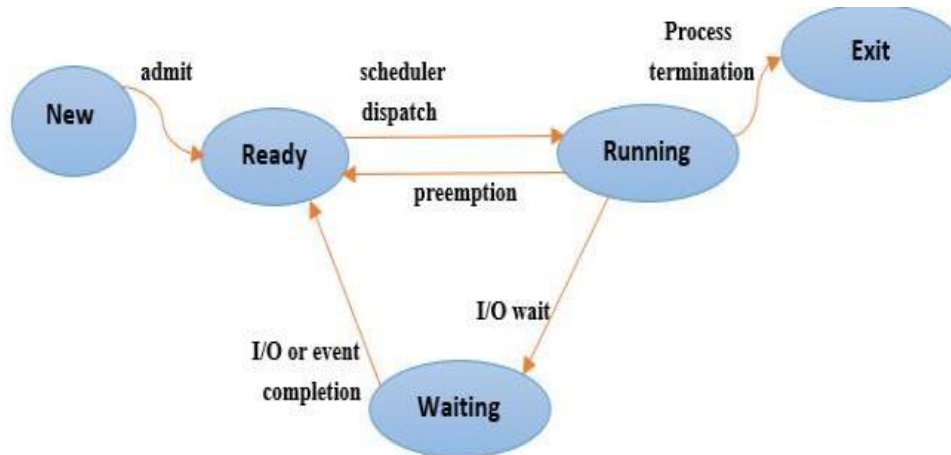 Process
termination
Exit
admit
scheduler
dispatch
New
Ready
Running
preemption
I/O wait
I/O or event
completion
Waiting